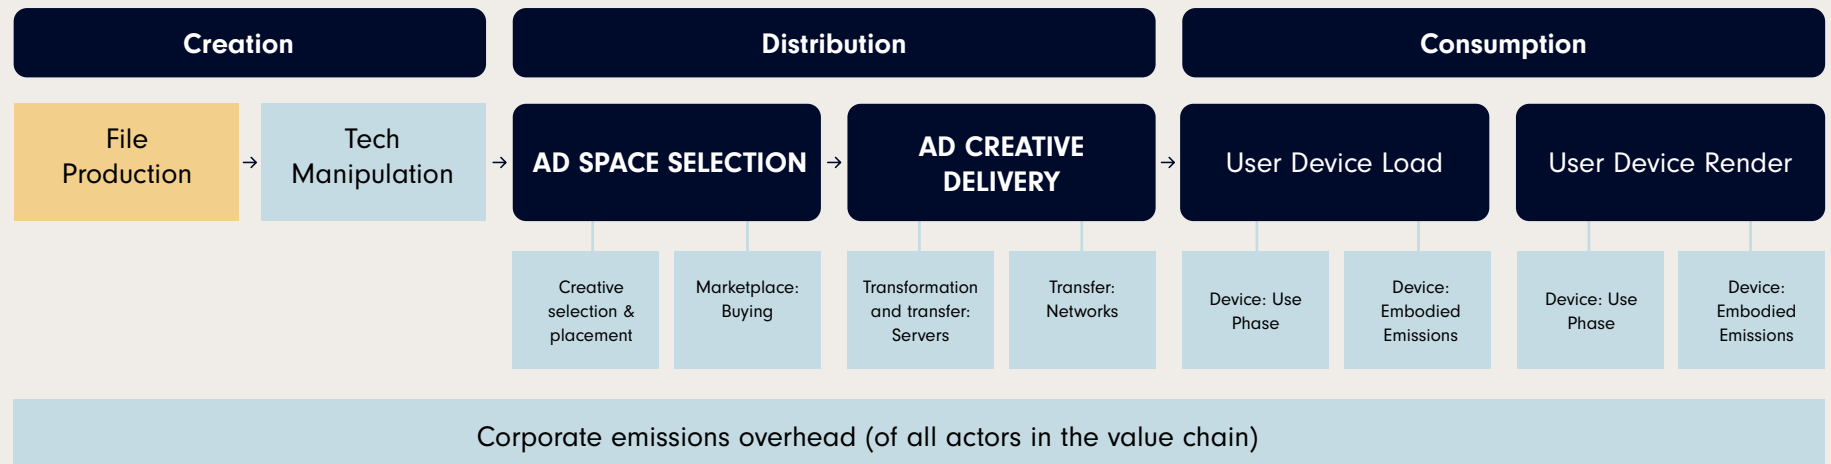 Creation
Distribution
Consumption
File
Production
Tech
Manipulation
AD SPACE SELECTION
AD CREATIVE
DELIVERY
User Device Load
User Device Render
Creative
selection &
placement
Marketplace:
Buying
Transformation
and transfer:
Servers
Transfer:
Networks
Device: Use
Phase
Device:
Embodied
Emissions
Device: Use
Phase
Device:
Embodied
Emissions
Corporate emissions overhead (of all actors in the value chain)